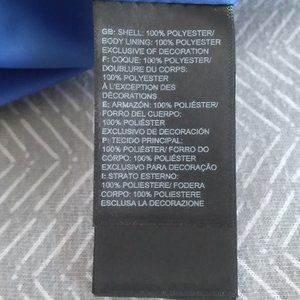 GB: SHELL: 100% POLYESTER/
BODY LINING: 100% POLYESTER
EXCLUSIVE OF DECORATION
F: COQUE: 100% POLYESTER/
DOUBLURE DU CORPS:
100% POLYESTER
À L'EXCEPTION DES
DÉCORATIONS
E: ARMAZÓN: 100% POLIÉSTER/
FORRO DEL CUERPO:
100% POLIÉSTER
EXCLUSIVO DE DECORACIÓN
P: TECIDO PRINCIPAL:
100% POLIÉSTER/ FORRO DO
CORPO: 100% POLIÉSTER
EXCLUSIVO PARA DECORAÇÃO
I: STRATO ESTERNO:
100% POLIESTERE/ FODERA
CORPO: 100% POLIESTERE
ESCLUSA LA DECORAZIONE